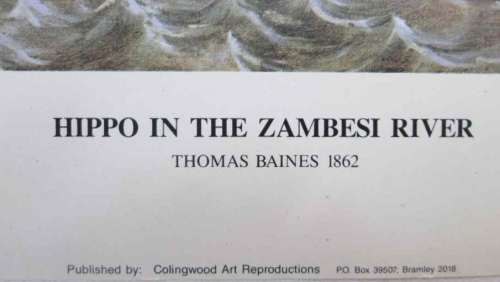 HIPPO IN THE ZAMBESI RIVER
THOMAS BAINES 1862
Published by: Colingwood Art Reproductions P.O. Box 39507, Bramley 2018